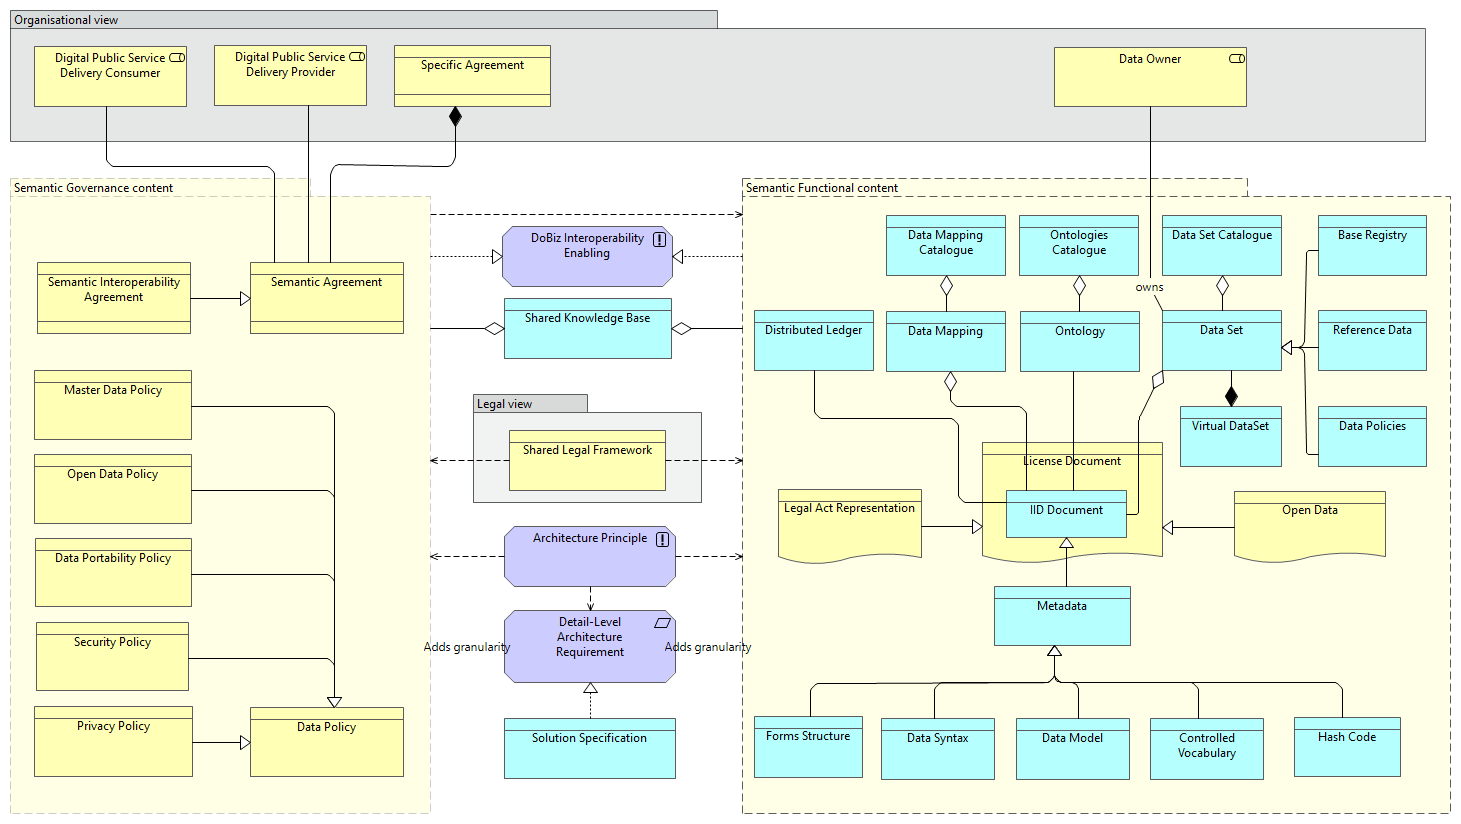 Organisational view
Digital Public Service
Delivery Consumer
Digital Public Service
Delivery Provider
Specific Agreement
Data Owner
Semantic Governance content
Semantic Functional content
DoBiz Interoperability
Enabling
Data Mapping
Catalogue
Ontologies
Catalogue
Data Set Catalogue
Base Registry
Semantic Interoperability
Agreement
Semantic Agreement
owns
Shared Knowledge Base
Distributed Ledger
Data Mapping
Ontology
Data Set
Reference Data
Master Data Policy
Legal view
Shared Legal Framework
Virtual DataSet
Data Policies
License Document
Open Data Policy
Legal Act Representation
IID Document
Open Data
Data Portability Policy
Architecture Principle
Metadata
Security Policy
Adds granularity
Detail-Level
Architecture
Requirement
Adds granularity
Privacy Policy
Data Policy
Solution Specification
Forms Structure
Data Syntax
Data Model
Controlled
Vocabulary
Hash Code